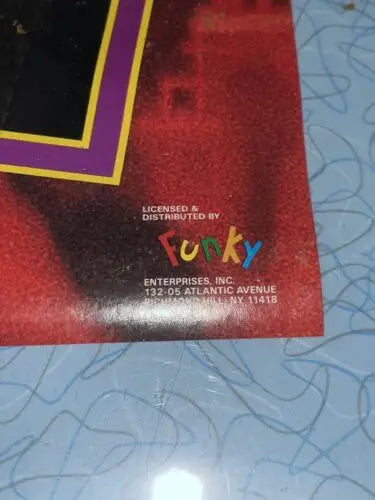 LICENSED &
DISTRIBUTED BY
Funky
ENTERPRISES, INC.
132-05 ATLANTIC AVENUE
RICHMOND HILL, NY 11418